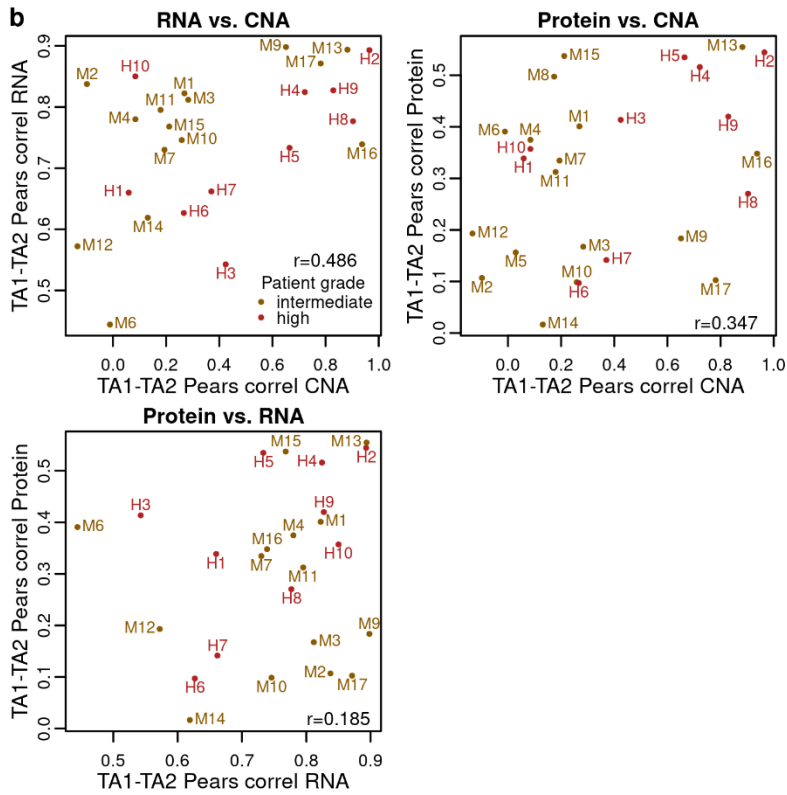 b
RNA vs. CNA
TA1-TA2 Pears correl RNA
0.9
0.8
0.7
0.6
0.5
M9
M13
M17
H2
H10
M2
M1
M3
M11
H4
H9
M4
M15
H8
M10
M7
H5
M16
H1
H7
H6
M14
M12
H3
M6
r=0.486
Patient grade
intermediate
high
0.0 0.2 0.4 0.6 0.8 1.0
TA1-TA2 Pears correl CNA
Protein vs. CNA
TA1-TA2 Pears correl Protein
0.5
0.4
0.3
0.2
0.1
0.0
M15
H5
M13
H2
M8
H4
M6
M4
M1
H3
H9
H10
H1
M7
M11
M16
H8
M12
M5
M3
M9
H7
M2
M10
H6
M17
M14
r=0.347
0.0 0.2 0.4 0.6 0.8 1.0
TA1-TA2 Pears correl CNA
Protein vs. RNA
TA1-TA2 Pears correl Protein
0.5
0.4
0.3
0.2
0.1
0.0
M15
M13
H5
H4
H2
H3
M6
H9
M1
M4
M16
H10
H1
M7
M11
H8
M12
M9
H7
M3
H6
M10
M2
M17
M14
r=0.185
0.5 0.6 0.7 0.8 0.9
TA1-TA2 Pears correl RNA